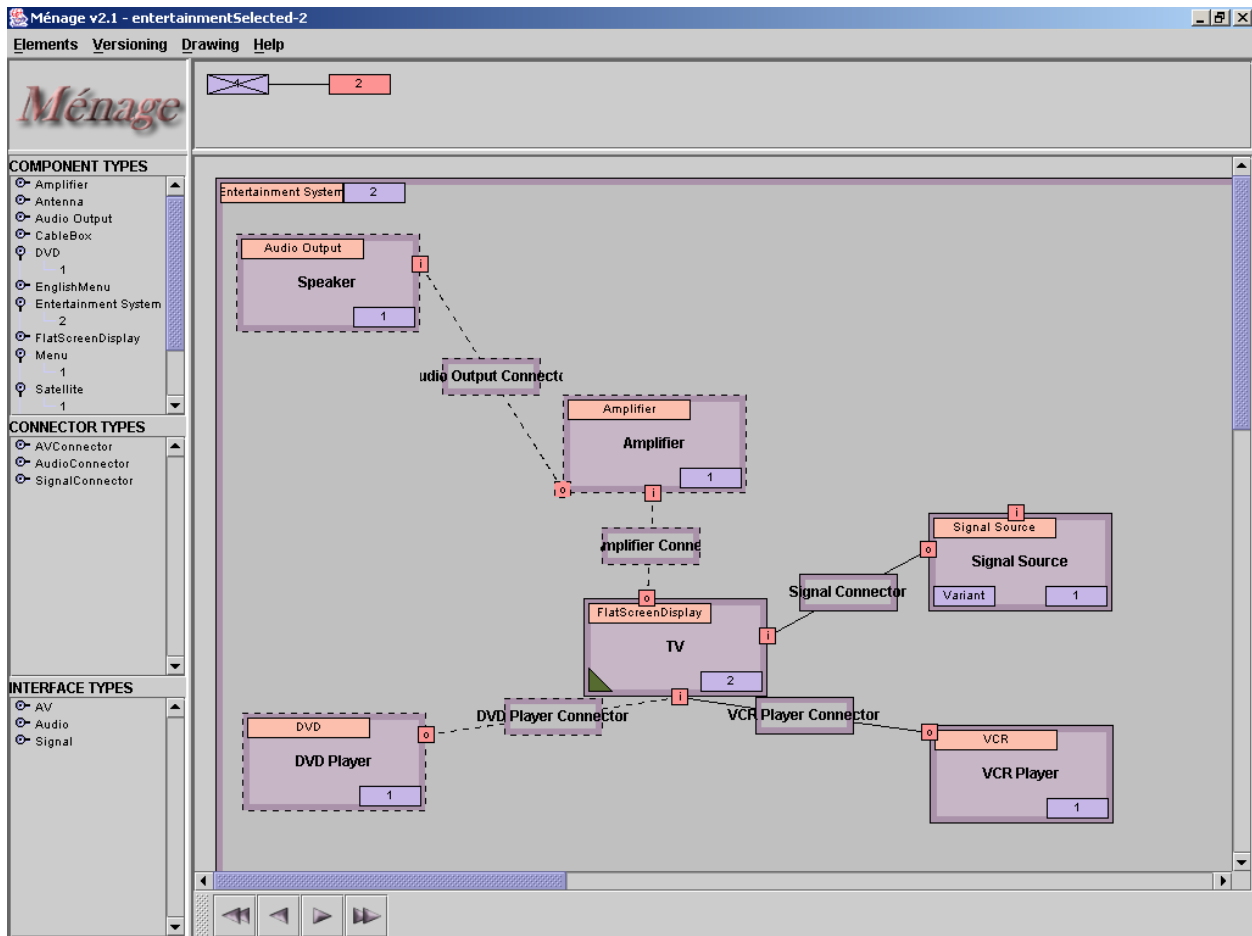 Ménage v2.1 - entertainmentSelected-2
Elements Versioning Drawing Help
Ménage
2
COMPONENT TYPES
Amplifier
Antenna
Audio Output
CableBox
DVD
1
EnglishMenu
Entertainment System
2
FlatScreenDisplay
Menu
1
Satellite
1
CONNECTOR TYPES
AVConnector
AudioConnector
SignalConnector
INTERFACE TYPES
AV
Audio
Signal
Entertainment System 2
Audio Output
i
Speaker
1
udio Output Connecto
Amplifier
Amplifier
1
o
i
mplifier Conne
i
Signal Source
o
Signal Source
Variant 1
Signal Connector
o
FlatScreenDisplay
i
TV
2
i
DVD Player Connector
VCR Player Connector
DVD
o
DVD Player
1
o
VCR
VCR Player
1